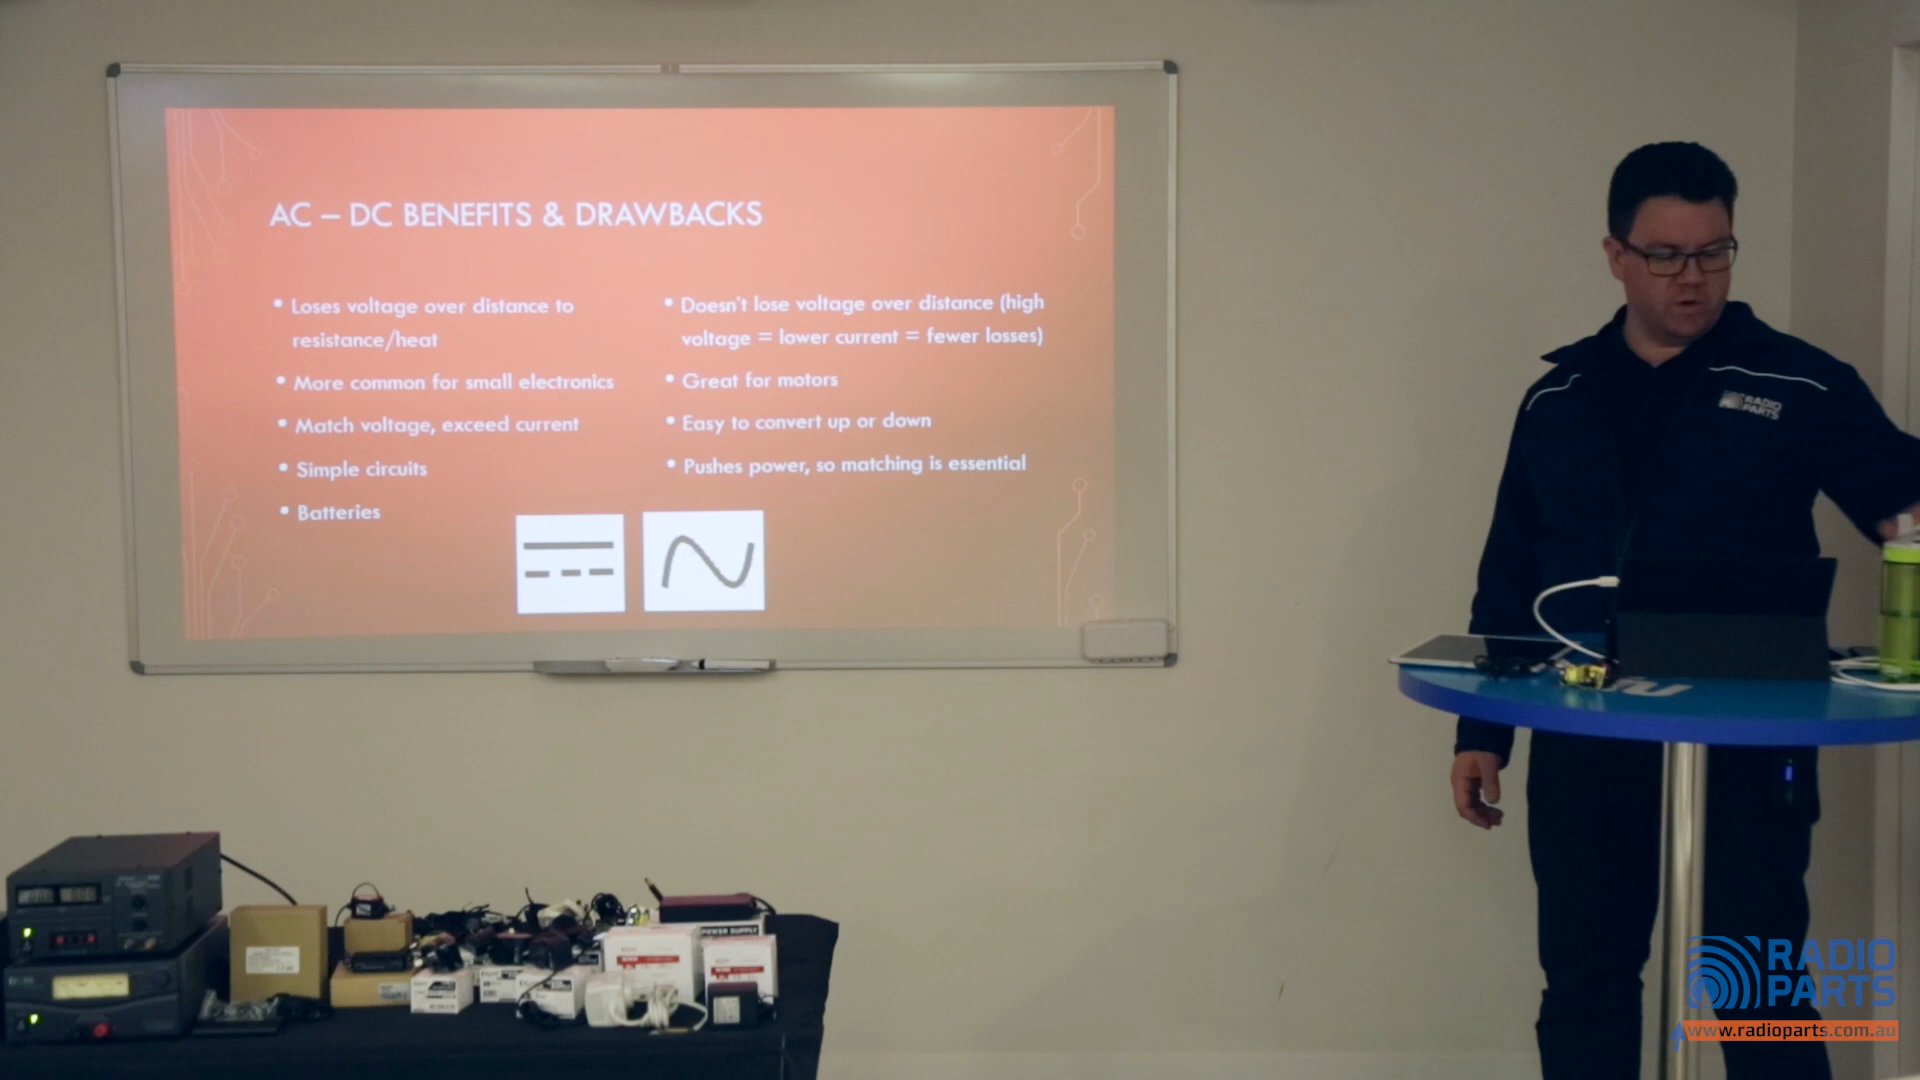 AC – DC BENEFITS & DRAWBACKS
• Loses voltage over distance to
resistance/heat
• More common for small electronics
• Match voltage, exceed current
• Simple circuits
• Batteries
• Doesn't lose voltage over distance (high
voltage = lower current = fewer losses)
• Great for motors
• Easy to convert up or down
• Pushes power, so matching is essential
RADIO
PARTS
POWER SUPPLY
RADIO
PARTS
www.radioparts.com.au